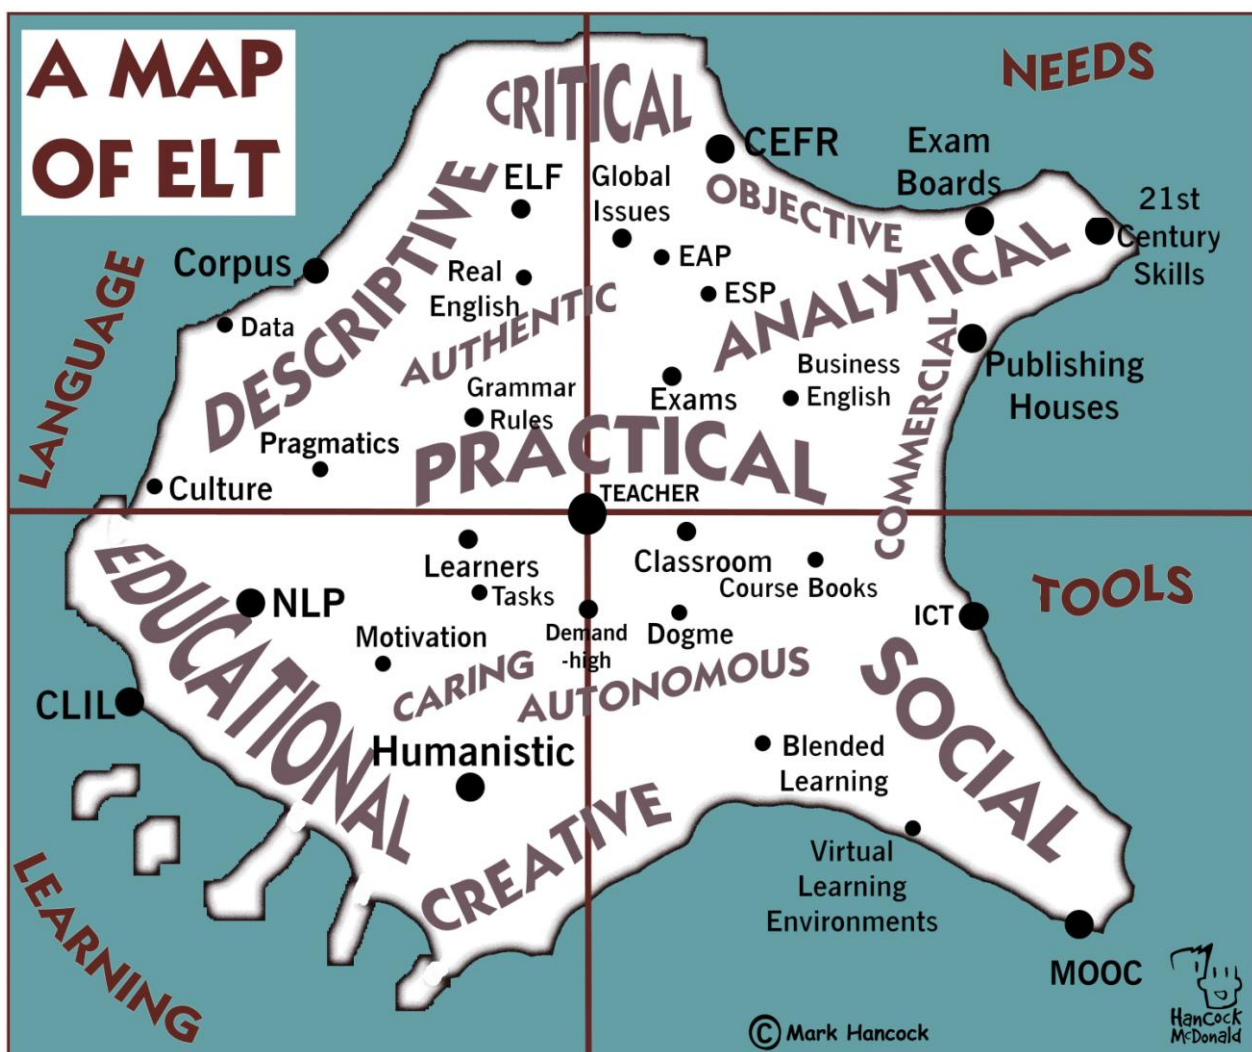 A MAP
OF ELT
NEEDS
CRITICAL
CEFR
Exam
Boards
ELF
Global
Issues
OBJECTIVE
21st
Century
Skills
DESCRIPTIVE
Corpus
LANGUAGE
Real
English
EAP
ESP
ANALYTICAL
Data
AUTHENTIC
COMMERCIAL
Publishing
Houses
Grammar
Rules
Exams
Business
English
Pragmatics
PRACTICAL
Culture
TEACHER
EDUCATIONAL
Learners
Tasks
Classroom
Course Books
TOOLS
NLP
ICT
Motivation
Demand
-high
Dogme
CARING
AUTONOMOUS
SOCIAL
CLIL
Humanistic
Blended
Learning
CREATIVE
Virtual
Learning
Environments
LEARNING
MOOC
© Mark Hancock
HanCock
McDonald